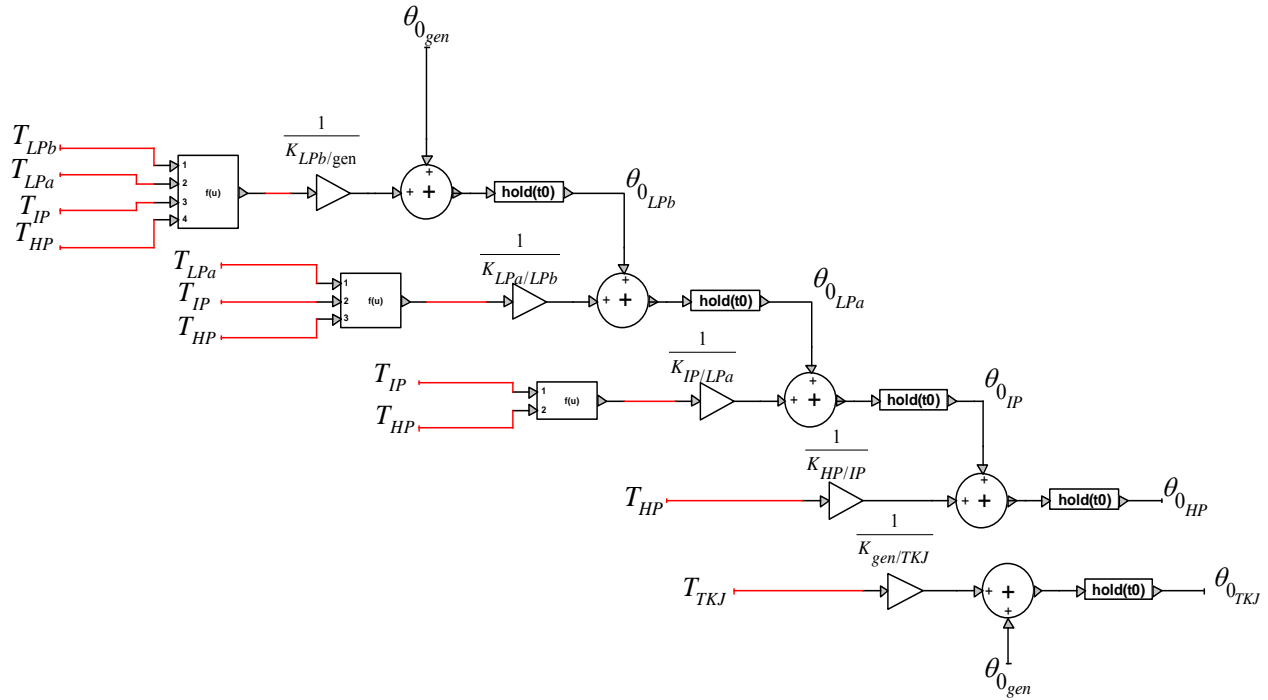 θ0gen
1
KLPb/gen
TLPb
TLPa
TIP
THP
1
2
3
4
f(u)
+
+
+
hold(t0)
θ0LPb
1
KLPa/LPb
TLPa
TIP
THP
1
2
3
f(u)
+
+
+
hold(t0)
θ0LPa
1
KIP/LPa
TIP
THP
1
2
f(u)
+
+
+
hold(t0)
θ0IP
1
KHP/IP
THP
+
+
+
hold(t0)
θ0HP
1
Kgen/TKJ
TTKJ
+
+
+
hold(t0)
θ0TKJ
θ0gen